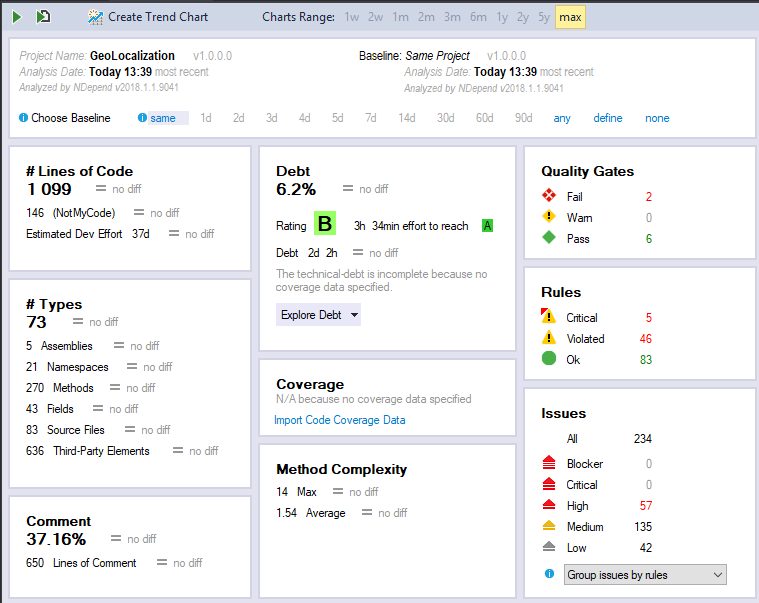 Create Trend Chart Charts Range: 1w 2w 1m 2m 3m 6m 1y 2y 5y max
Project Name: GeoLocalization v1.0.0.0
Analysis Date: Today 13:39 most recent
Analyzed by NDepend v2018.1.1.9041
Baseline: Same Project v1.0.0.0
Analysis Date: Today 13:39 most recent
Analyzed by NDepend v2018.1.1.9041
Choose Baseline same 1d 2d 3d 4d 5d 7d 14d 30d 60d 90d any define none
# Lines of Code
1 099 = no diff
146 (NotMyCode) = no diff
Estimated Dev Effort 37d = no diff
# Types
73 = no diff
5 Assemblies = no diff
21 Namespaces = no diff
270 Methods = no diff
43 Fields = no diff
83 Source Files = no diff
636 Third-Party Elements = no diff
Comment
37.16% = no diff
650 Lines of Comment = no diff
Debt
6.2% = no diff
Rating B 3h 34min effort to reach A
Debt 2d 2h = no diff
The technical-debt is incomplete because no
coverage data specified.
Explore Debt
Coverage
N/A because no coverage data specified
Import Code Coverage Data
Method Complexity
14 Max = no diff
1.54 Average = no diff
Quality Gates
Fail 2
Warn 0
Pass 6
Rules
Critical 5
Violated 46
Ok 83
Issues
All 234
Blocker 0
Critical 0
High 57
Medium 135
Low 42
Group issues by rules